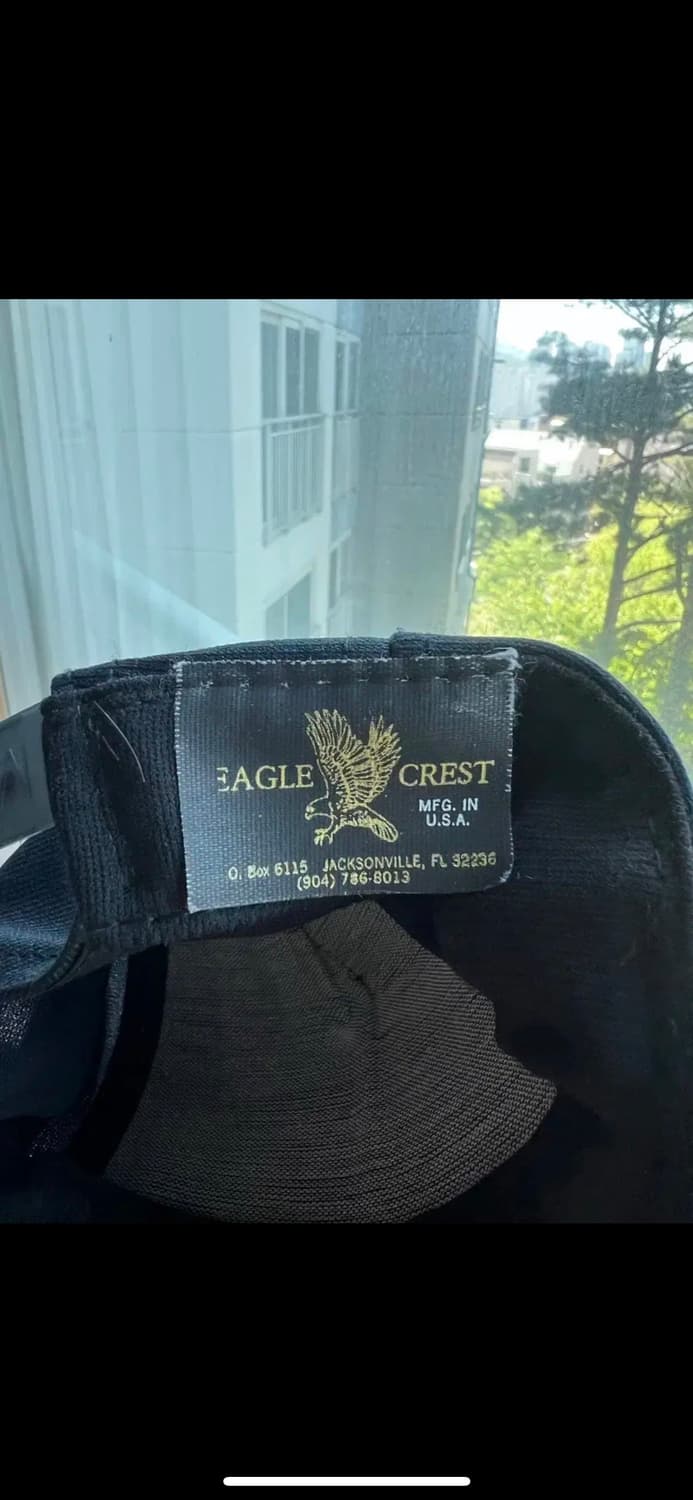 EAGLE CREST
MFG. IN
U.S.A.
O. Box 6115 JACKSONVILLE, FL 32236
(904) 786-8013